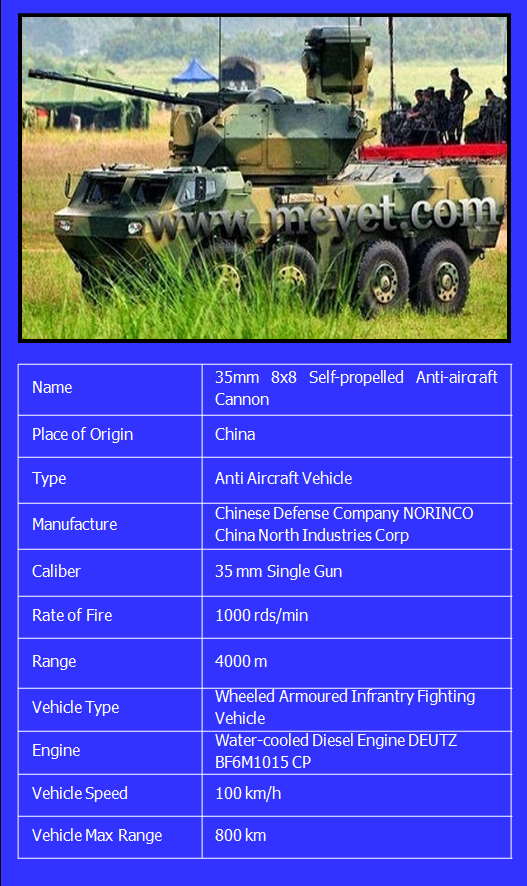 www.meyet.com
Name
35mm 8x8 Self-propelled Anti-aircraft
Cannon
Place of Origin
China
Type
Anti Aircraft Vehicle
Manufacture
Chinese Defense Company NORINCO
China North Industries Corp
Caliber
35 mm Single Gun
Rate of Fire
1000 rds/min
Range
4000 m
Vehicle Type
Wheeled Armoured Infrantry Fighting
Vehicle
Engine
Water-cooled Diesel Engine DEUTZ
BF6M1015 CP
Vehicle Speed
100 km/h
Vehicle Max Range
800 km